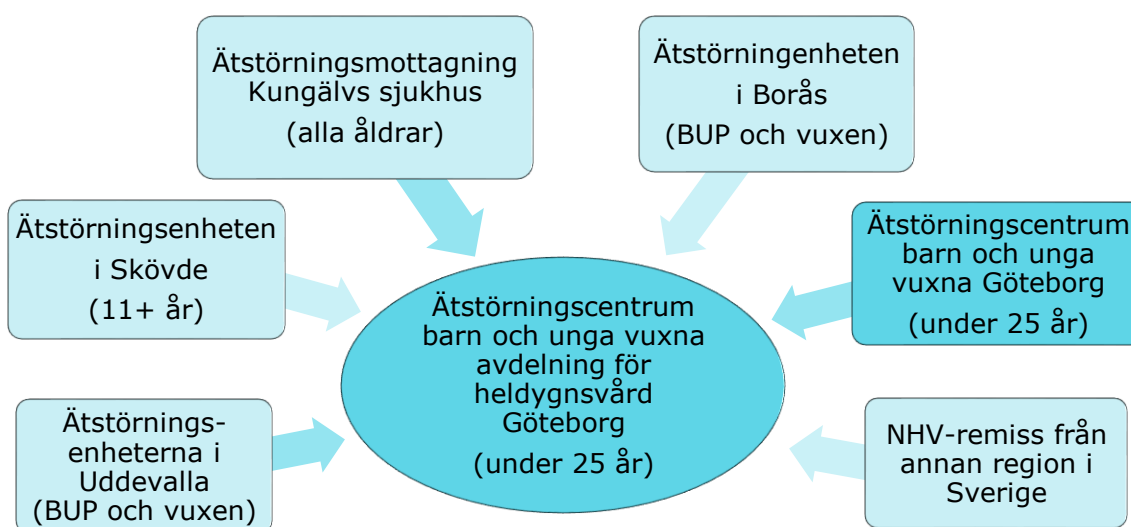 Ätstörningsmottagning
Kungälvs sjukhus
(alla åldrar)
Ätstörningenheten
i Borås
(BUP och vuxen)
Ätstörningsenheten
i Skövde
(11+ år)
Ätstörningscentrum
barn och unga
vuxna Göteborg
(under 25 år)
Ätstörningscentrum
barn och unga vuxna
avdelning för
heldygnsvård
Göteborg
(under 25 år)
Ätstörnings-
enheterna i
Uddevalla
(BUP och vuxen)
NHV-remiss från
annan region i
Sverige